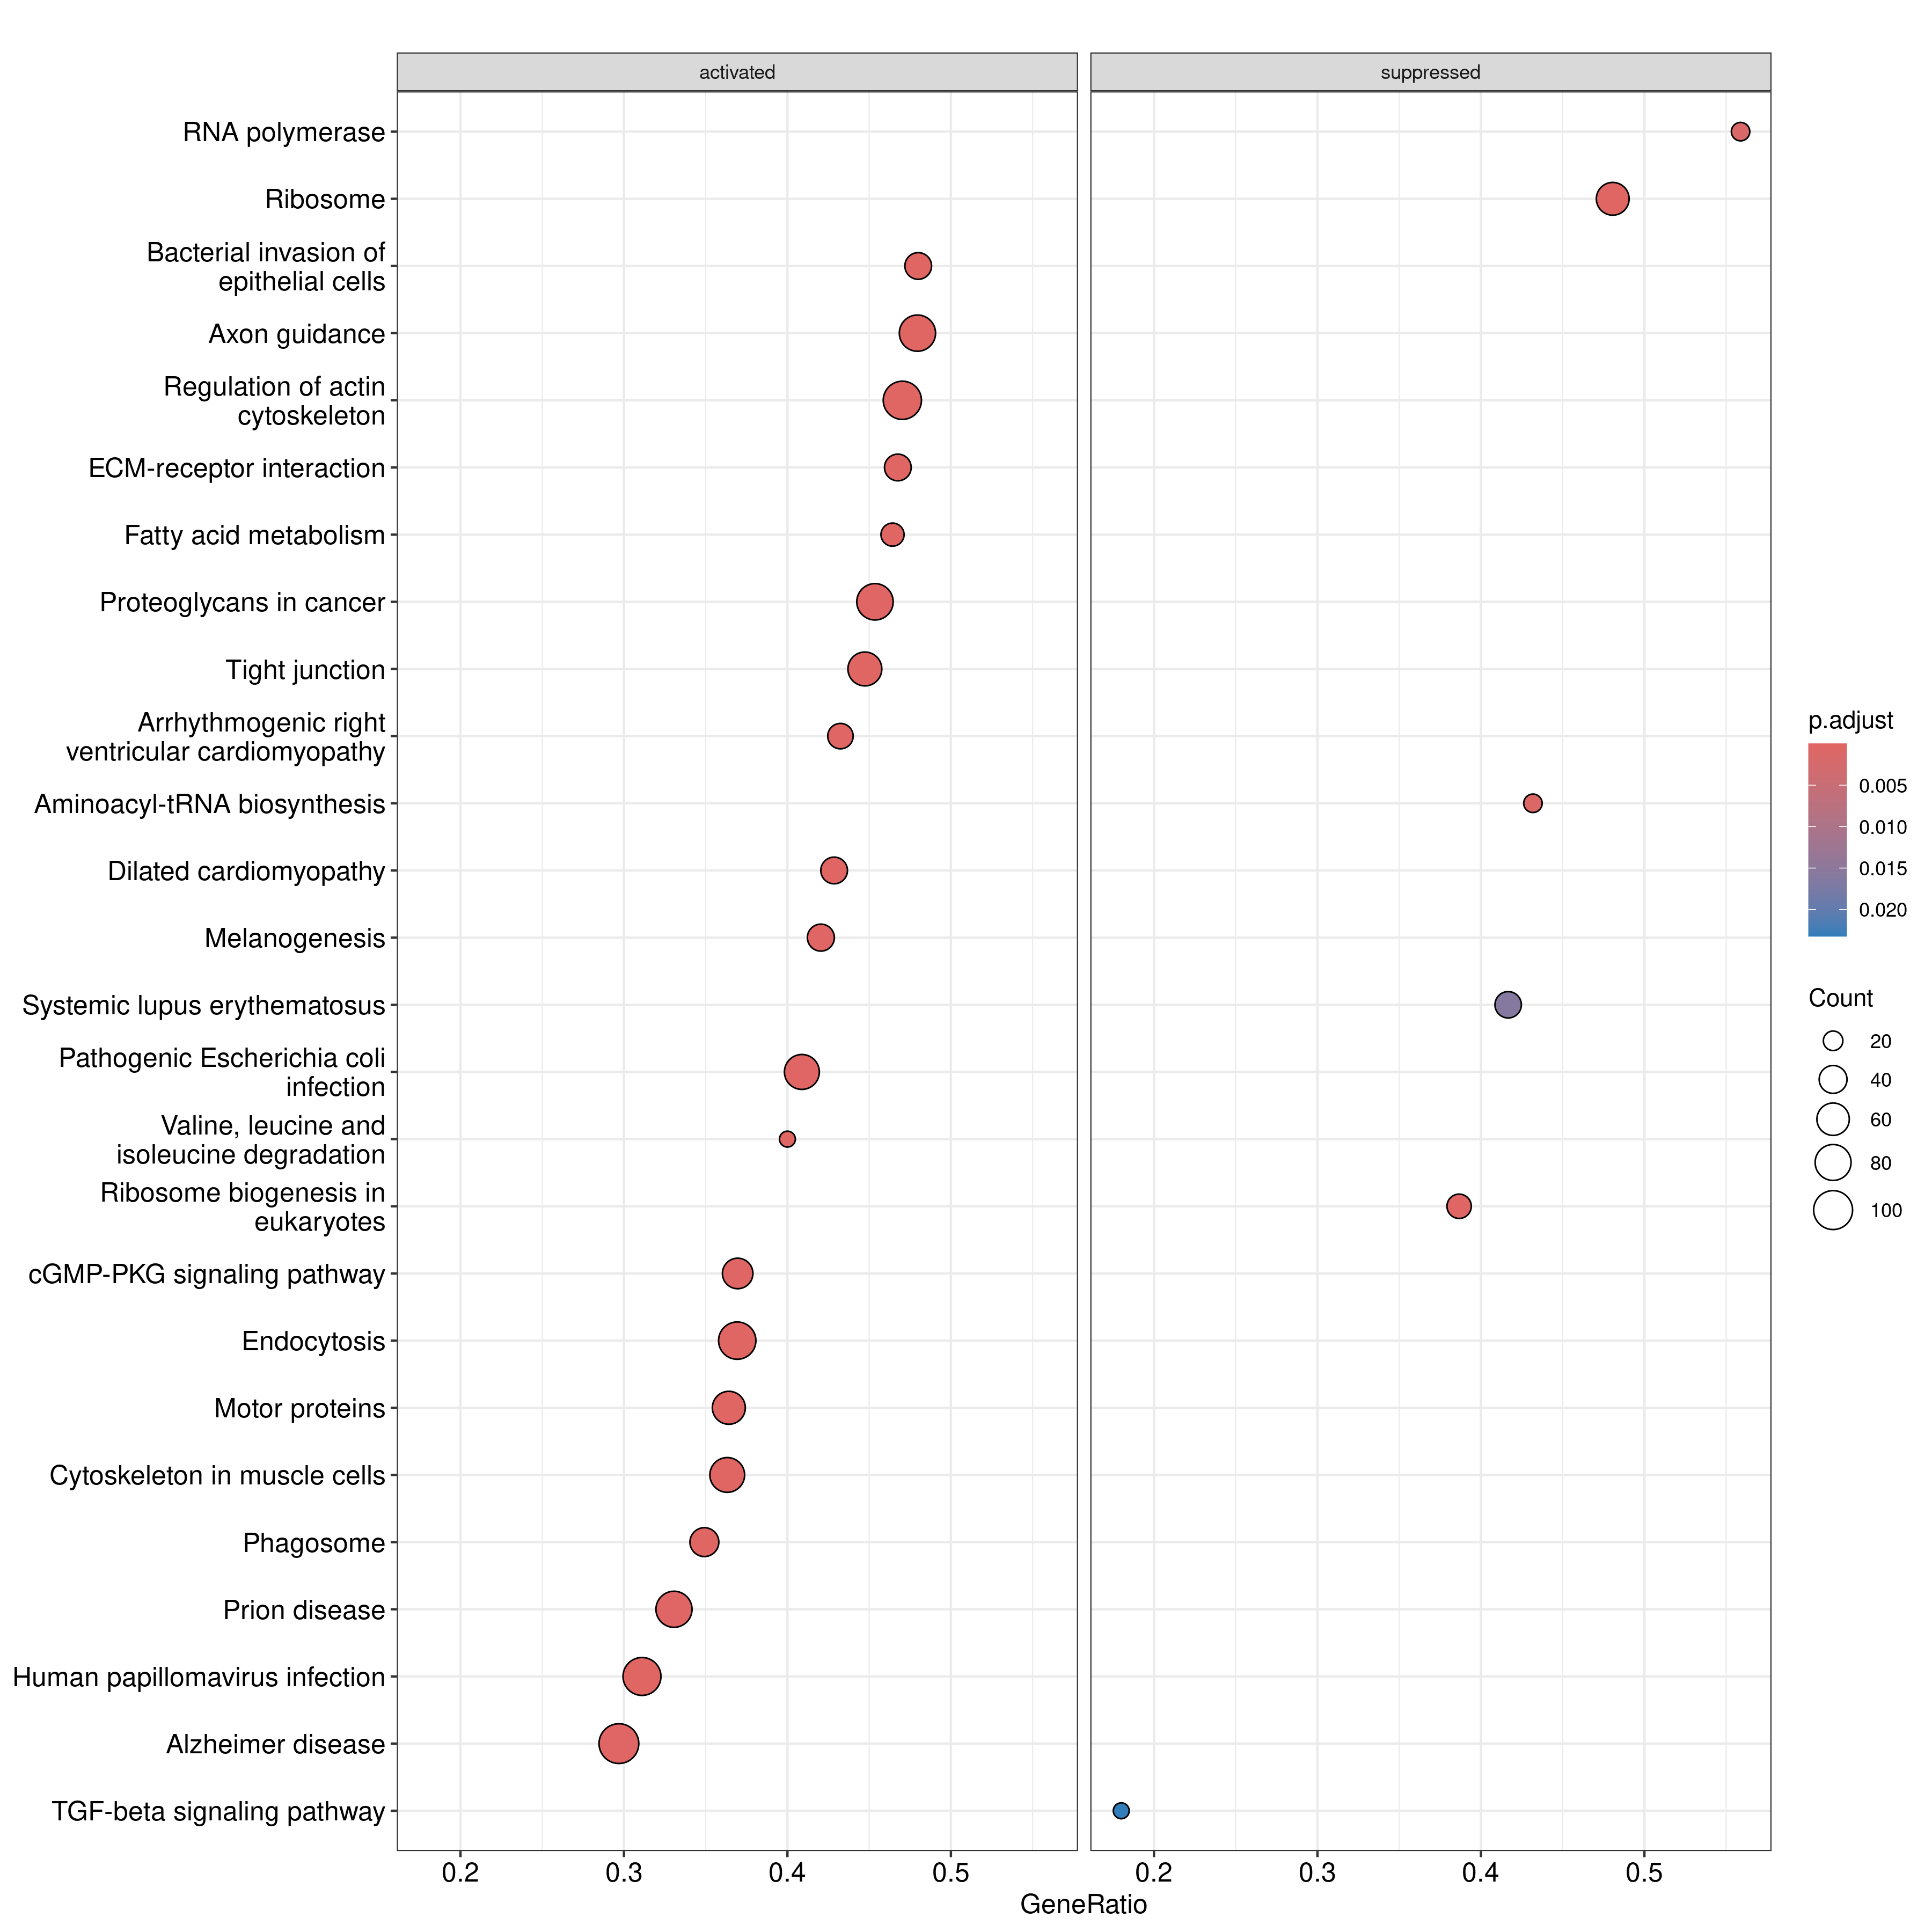 activated
suppressed
RNA polymerase
Ribosome
Bacterial invasion of
epithelial cells
Axon guidance
Regulation of actin
cytoskeleton
ECM-receptor interaction
Fatty acid metabolism
Proteoglycans in cancer
Tight junction
Arrhythmogenic right
ventricular cardiomyopathy
Aminoacyl-tRNA biosynthesis
Dilated cardiomyopathy
Melanogenesis
Systemic lupus erythematosus
Pathogenic Escherichia coli
infection
Valine, leucine and
isoleucine degradation
Ribosome biogenesis in
eukaryotes
cGMP-PKG signaling pathway
Endocytosis
Motor proteins
Cytoskeleton in muscle cells
Phagosome
Prion disease
Human papillomavirus infection
Alzheimer disease
TGF-beta signaling pathway
0.2 0.3 0.4 0.5 0.2 0.3 0.4 0.5
GeneRatio
p.adjust
0.005
0.010
0.015
0.020
Count
20
40
60
80
100